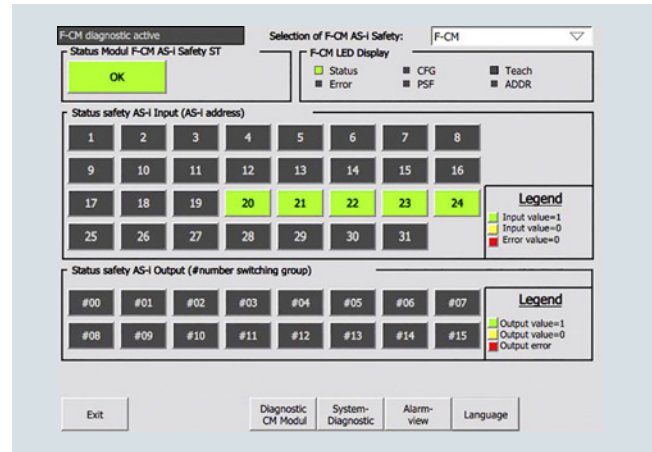 F-CM diagnostic active
Selection of F-CM AS-i Safety:
F-CM
Status Modul F-CM AS-i Safety ST
OK
F-CM LED Display
Status
CFG
Teach
Error
PSF
ADDR
Status safety AS-i Input (AS-i address)
1 2 3 4 5 6 7 8
9 10 11 12 13 14 15 16
17 18 19 20 21 22 23 24
25 26 27 28 29 30 31
Legend
Input value=1
Input value=0
Error value=0
Status safety AS-i Output (#number switching group)
#00 #01 #02 #03 #04 #05 #06 #07
#08 #09 #10 #11 #12 #13 #14 #15
Legend
Output value=1
Output value=0
Output error
Exit
Diagnostic
CM Modul
System-
Diagnostic
Alarm-
view
Language